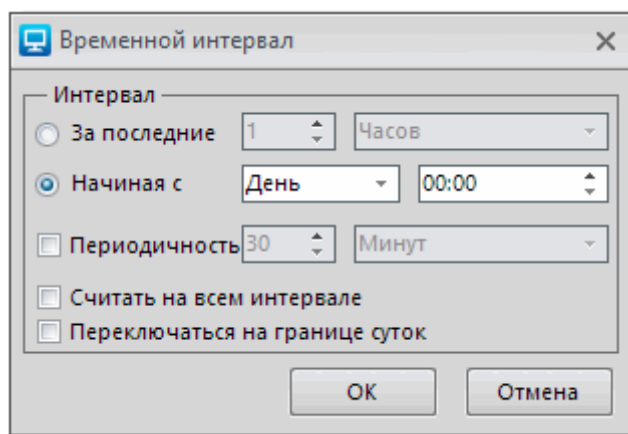 Временной интервал
Интервал
За последние 1 Часов
Начиная с День 00:00
Периодичность 30 Минут
Считать на всем интервале
Переключаться на границе суток
OK Отмена